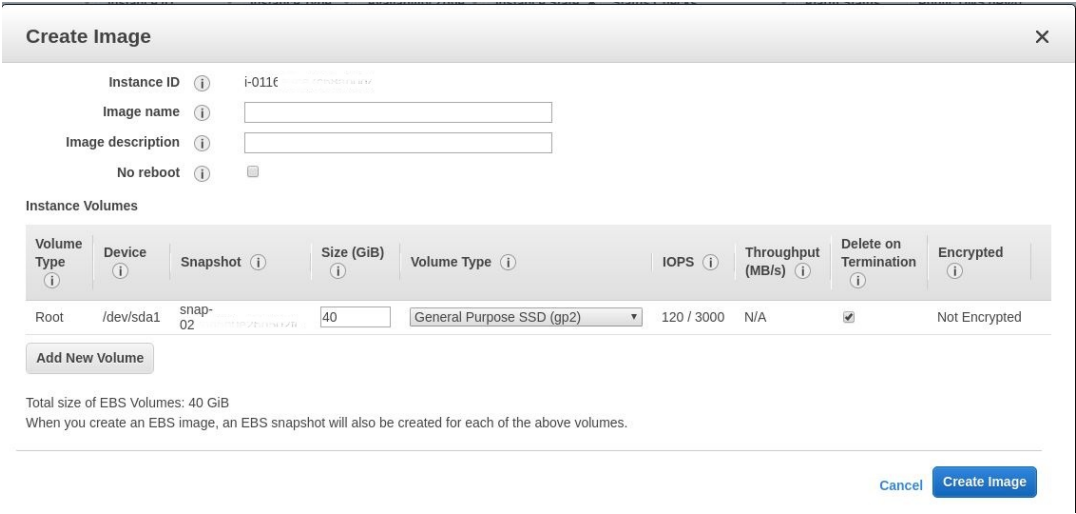 Create Image
Instance ID
i-0116
Image name
Image description
No reboot
Instance Volumes
Volume Type
Device
Snapshot
Size (GiB)
Volume Type
IOPS
Throughput (MB/s)
Delete on Termination
Encrypted
Root /dev/sda1 snap-02 40 General Purpose SSD (gp2) 120 / 3000 N/A Not Encrypted
Add New Volume
Total size of EBS Volumes: 40 GiB
When you create an EBS image, an EBS snapshot will also be created for each of the above volumes.
Cancel Create Image